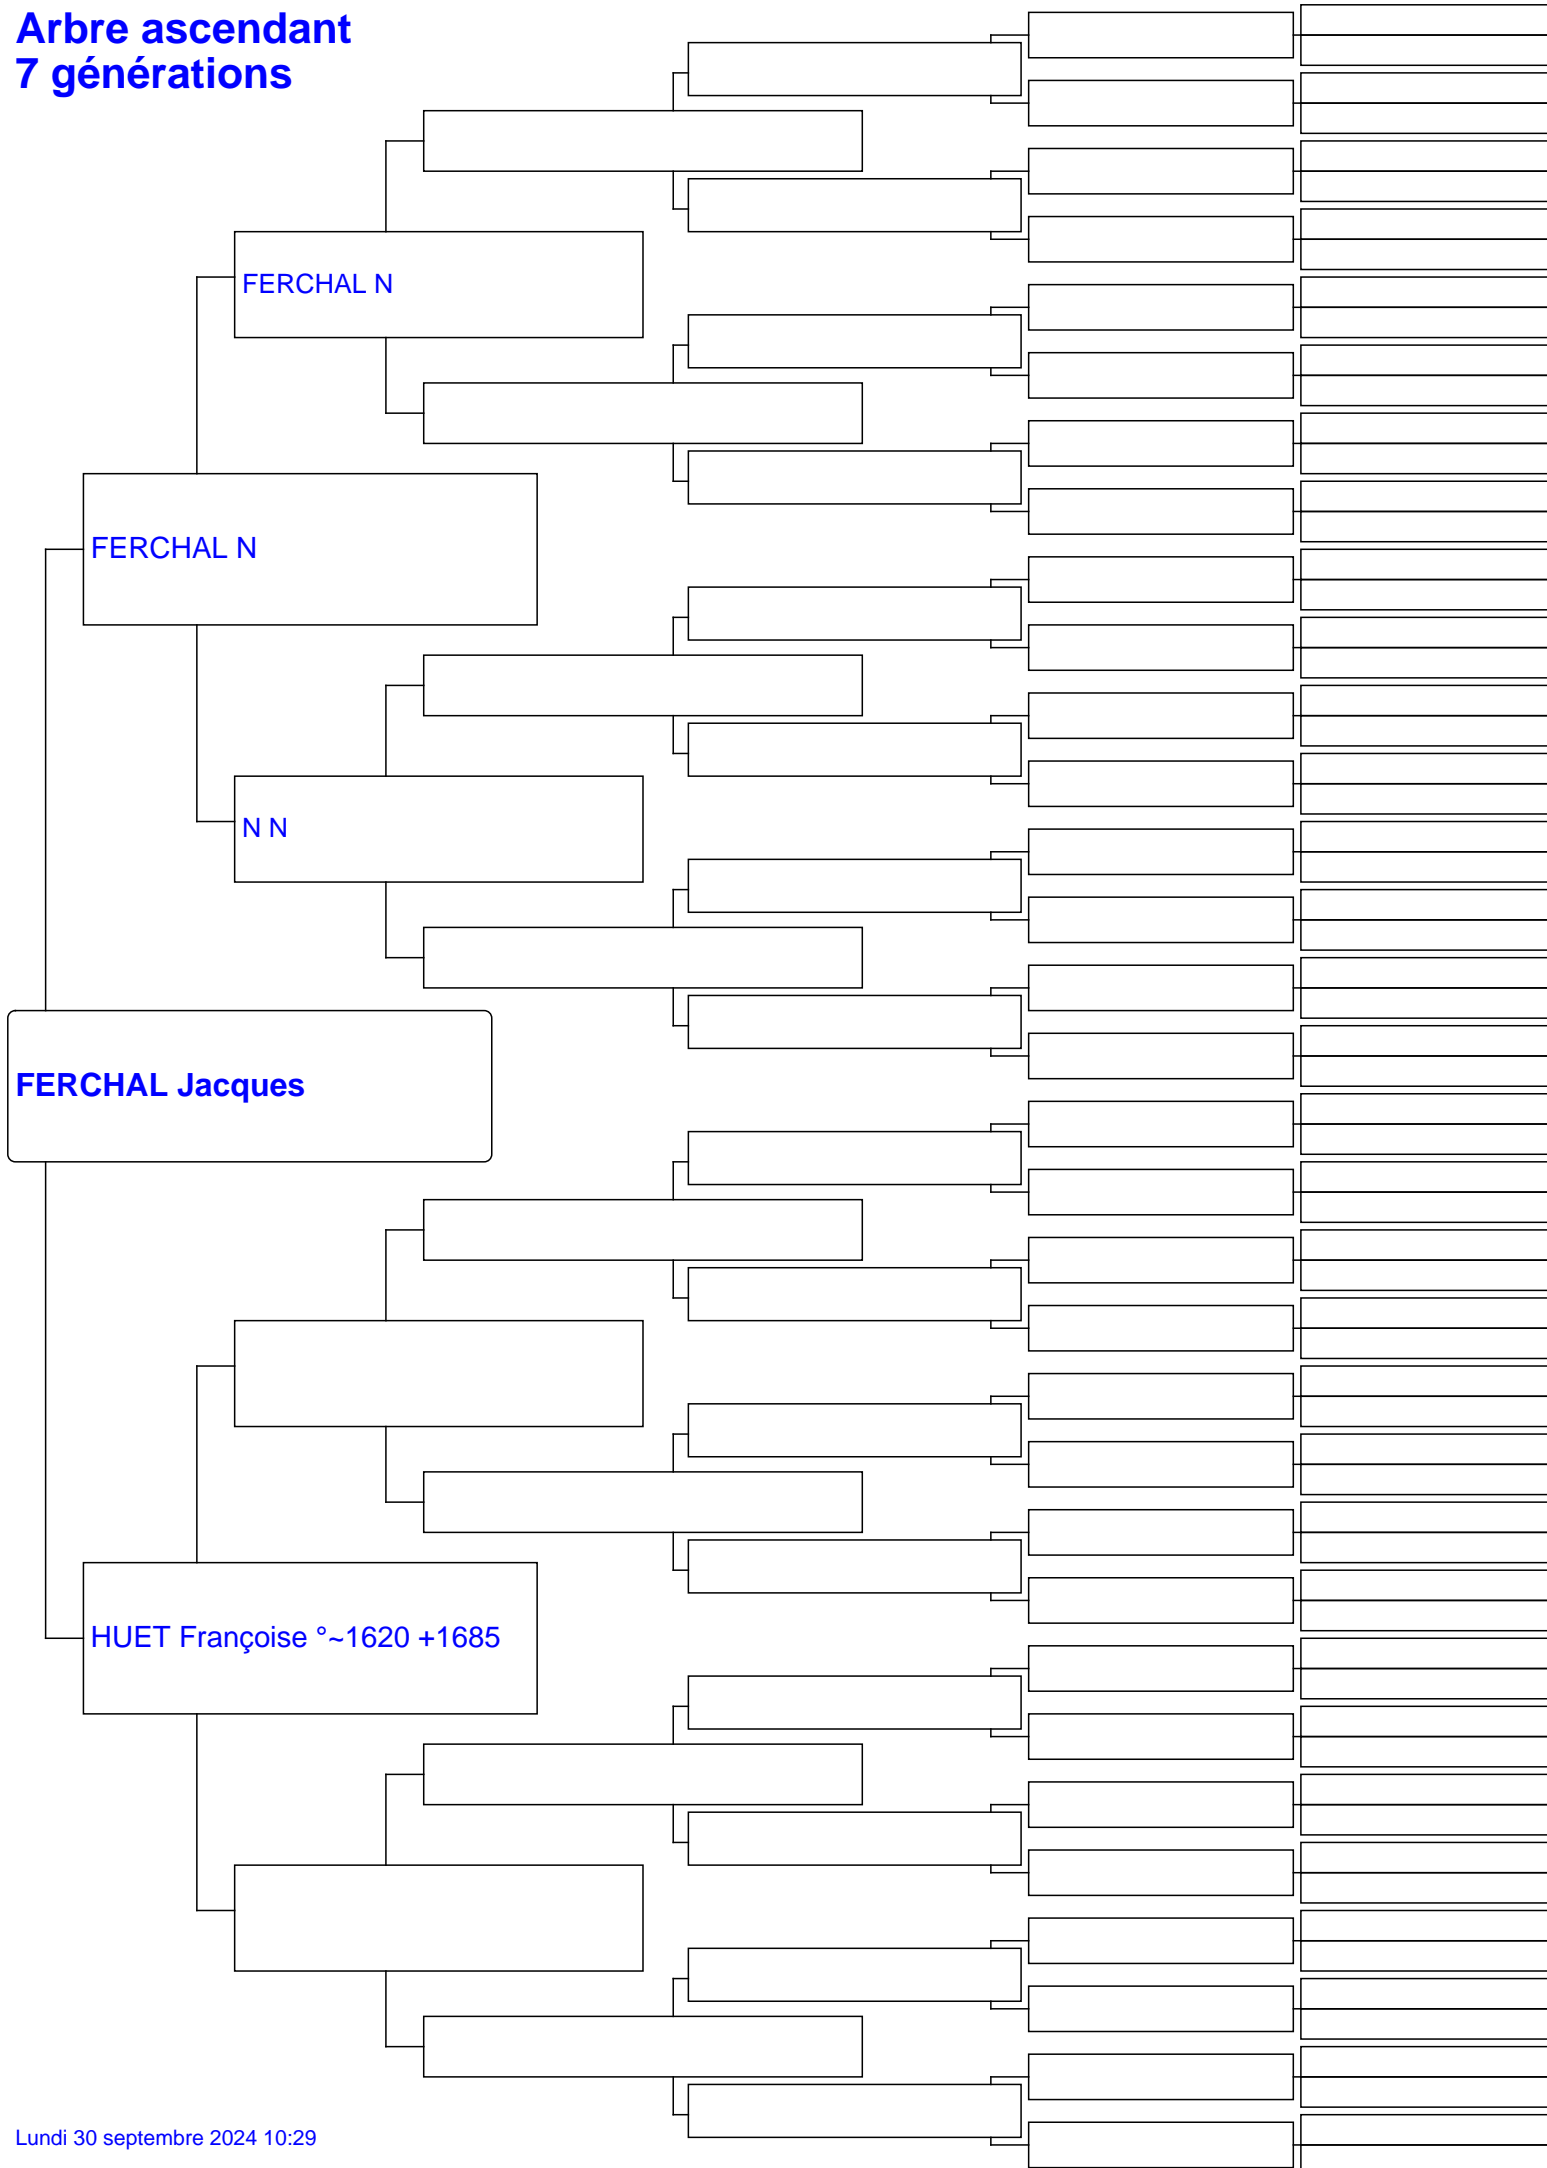 Arbre ascendant
7 générations
FERCHAL N
FERCHAL N
N N
FERCHAL Jacques
HUET Françoise °~1620 +1685
Lundi 30 septembre 2024 10:29